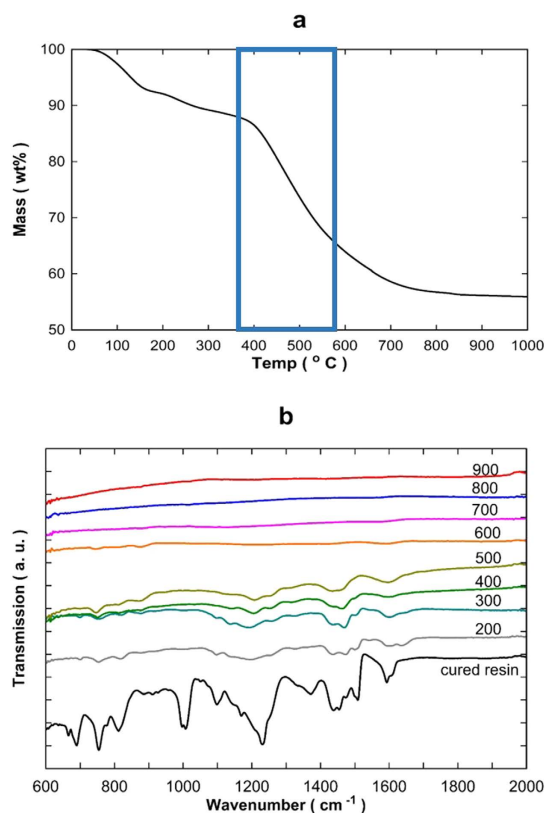 a
100
90
80
70
60
50
Mass ( wt% )
0 100 200 300 400 500 600 700 800 900 1000
Temp ( ° C )
b
900
800
700
600
500
400
300
200
cured resin
Transmission ( a. u. )
600 800 1000 1200 1400 1600 1800 2000
Wavenumber ( cm⁻¹ )